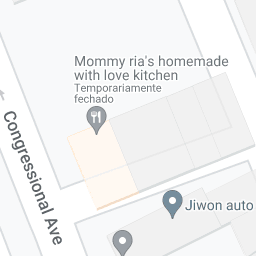 Mommy ria's homemade
with love kitchen
Temporariamente
fechado
Congressional Ave
Jiwon auto